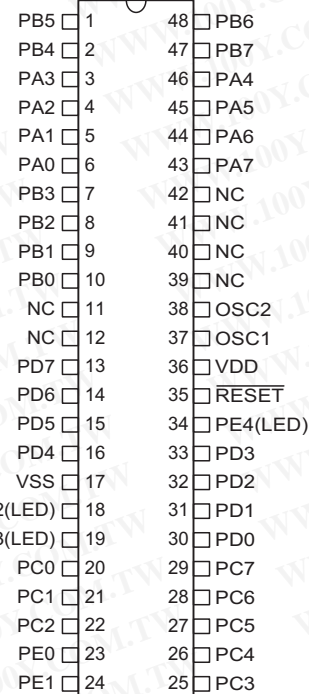 PB5 1 48 PB6
PB4 2 47 PB7
PA3 3 46 PA4
PA2 4 45 PA5
PA1 5 44 PA6
PA0 6 43 PA7
PB3 7 42 NC
PB2 8 41 NC
PB1 9 40 NC
PB0 10 39 NC
NC 11 38 OSC2
NC 12 37 OSC1
PD7 13 36 VDD
PD6 14 35 RESET
PD5 15 34 PE4(LED)
PD4 16 33 PD3
VSS 17 32 PD2
2(LED) 18 31 PD1
3(LED) 19 30 PD0
PC0 20 29 PC7
PC1 21 28 PC6
PC2 22 27 PC5
PE0 23 26 PC4
PE1 24 25 PC3